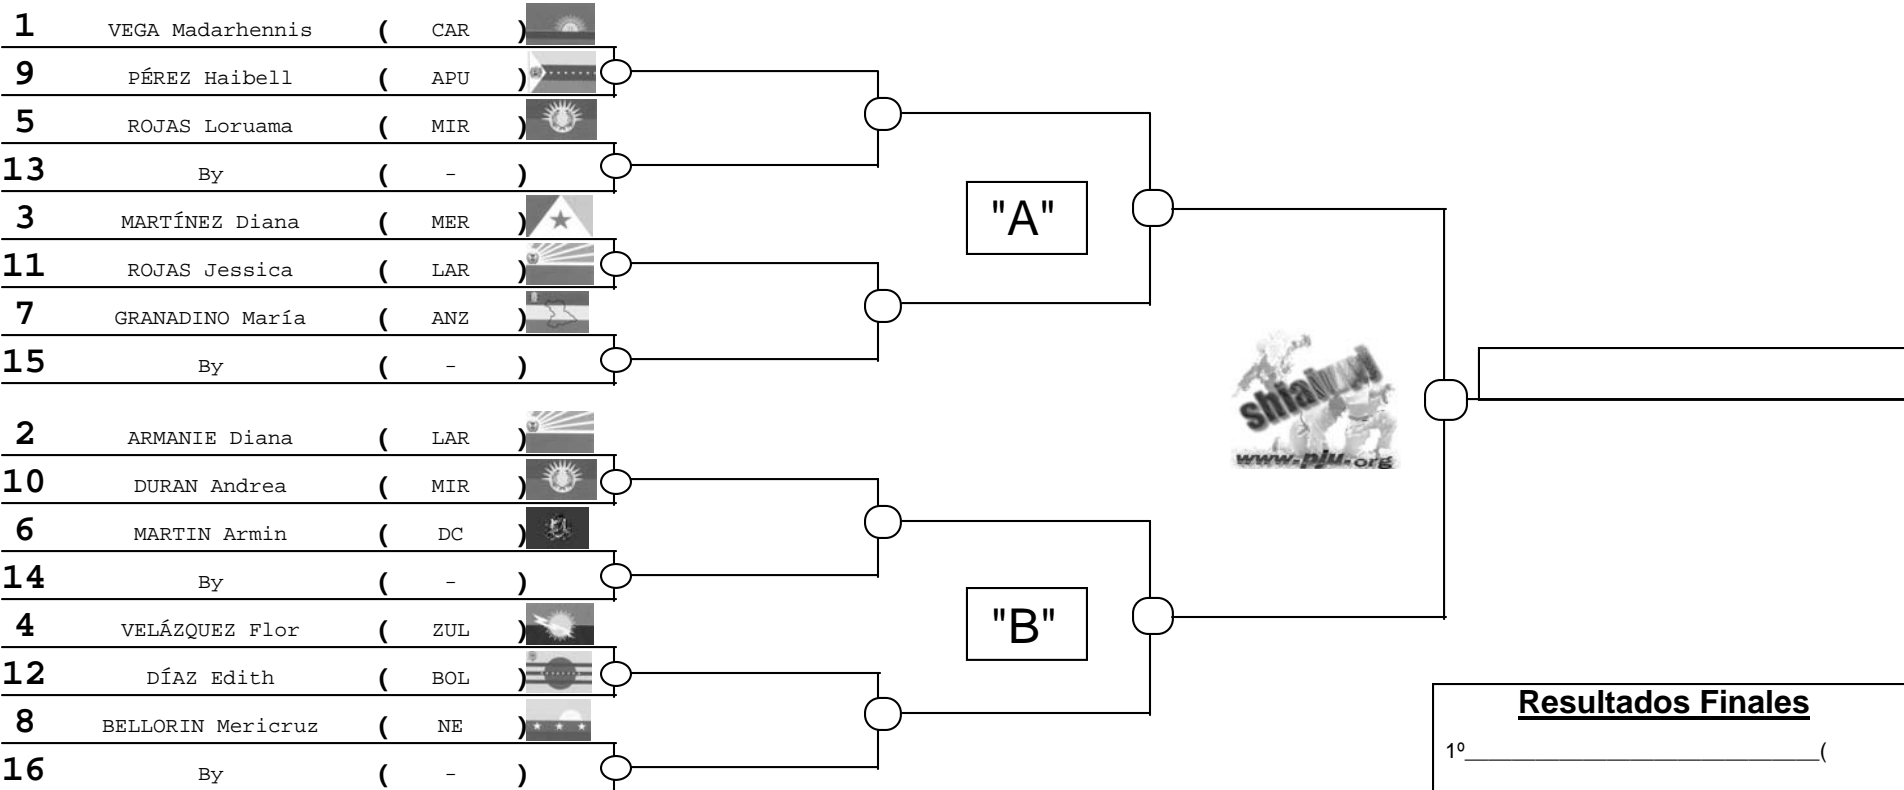 1 VEGA Madarhennis ( CAR )
9 PÉREZ Haibell ( APU )
5 ROJAS Loruama ( MIR )
13 By ( - )
3 MARTÍNEZ Diana ( MER )
11 ROJAS Jessica ( LAR )
7 GRANADINO María ( ANZ )
15 By ( - )
"A"
2 ARMANIE Diana ( LAR )
10 DURAN Andrea ( MIR )
6 MARTIN Armin ( DC )
14 By ( - )
4 VELÁZQUEZ Flor ( ZUL )
12 DÍAZ Edith ( BOL )
8 BELLORIN Mericruz ( NE )
16 By ( - )
"B"
www.pju.org
Resultados Finales
1º______________________________(